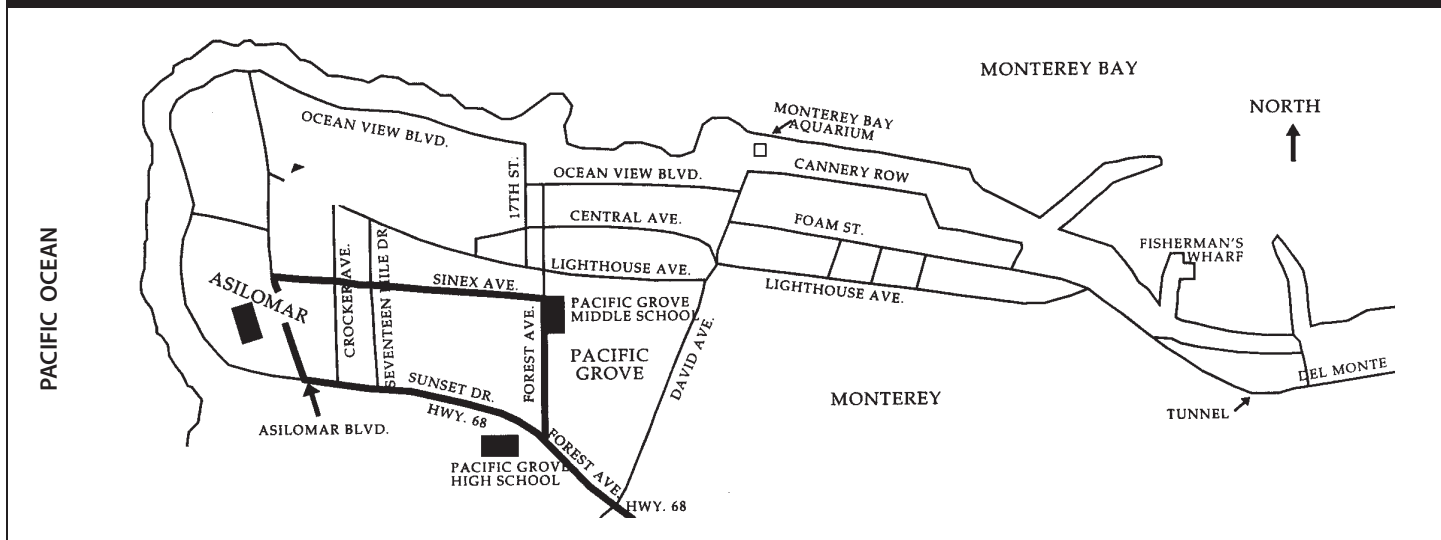 MONTEREY BAY
NORTH
MONTEREY BAY
AQUARIUM
OCEAN VIEW BLVD.
17TH ST.
OCEAN VIEW BLVD.
CANNERY ROW
CENTRAL AVE.
FOAM ST.
FISHERMAN'S
WHARF
PACIFIC OCEAN
CROCKER AVE.
SEVENTEEN MILE DR.
SINEX AVE.
LIGHTHOUSE AVE.
LIGHTHOUSE AVE.
ASILOMAR
PACIFIC GROVE
MIDDLE SCHOOL
FOREST AVE.
PACIFIC
GROVE
DAVID AVE.
DEL MONTE
SUNSET DR.
HWY. 68
MONTEREY
TUNNEL
ASILOMAR BLVD.
FOREST AVE.
PACIFIC GROVE
HIGH SCHOOL
HWY. 68